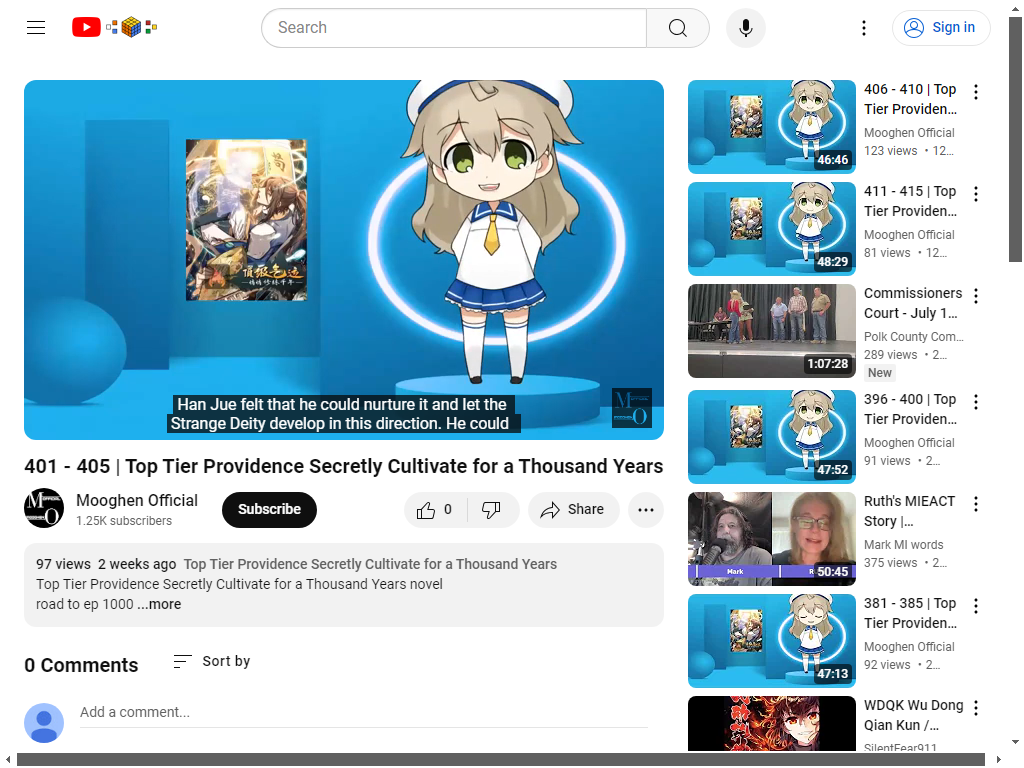 Search
Sign in
Han Jue felt that he could nurture it and let the
Strange Deity develop in this direction. He could
401 - 405 | Top Tier Providence Secretly Cultivate for a Thousand Years
Mooghen Official
1.25K subscribers
Subscribe
0
Share
97 views 2 weeks ago Top Tier Providence Secretly Cultivate for a Thousand Years
Top Tier Providence Secretly Cultivate for a Thousand Years novel
road to ep 1000 ...more
0 Comments
Sort by
Add a comment...
406 - 410 | Top
Tier Providen...
Mooghen Official
123 views • 12...
46:46
411 - 415 | Top
Tier Providen...
Mooghen Official
81 views • 12...
48:29
Commissioners
Court - July 1...
Polk County Com...
289 views • 2...
New
1:07:28
396 - 400 | Top
Tier Providen...
Mooghen Official
91 views • 2...
47:52
Ruth's MIEACT
Story |...
Mark MI words
375 views • 2...
Mark
50:45
381 - 385 | Top
Tier Providen...
Mooghen Official
92 views • 2...
47:13
WDQK Wu Dong
Qian Kun /...
SilentFear911